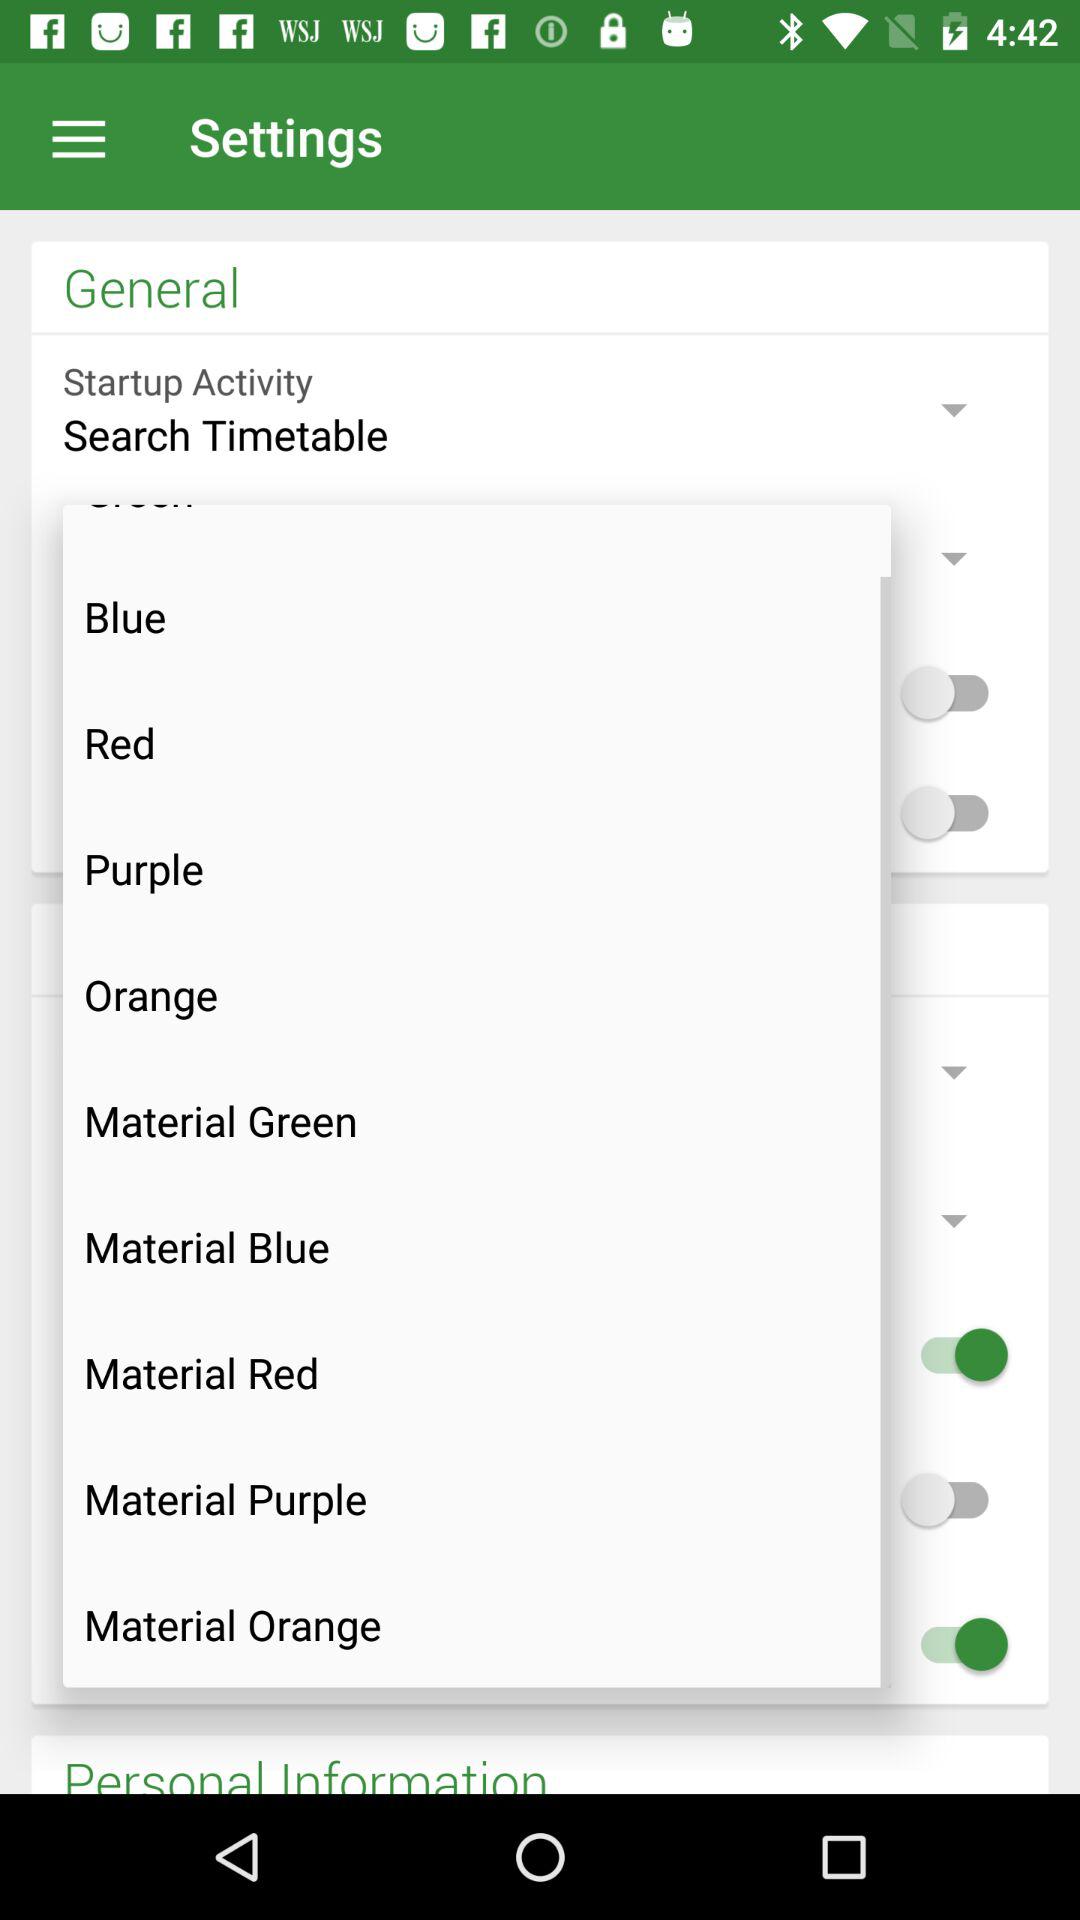 WSJ WSJ 4:42
Settings
General
Startup Activity
Search Timetable
Blue
Red
Purple
Orange
Material Green
Material Blue
Material Red
Material Purple
Material Orange
Personal Information